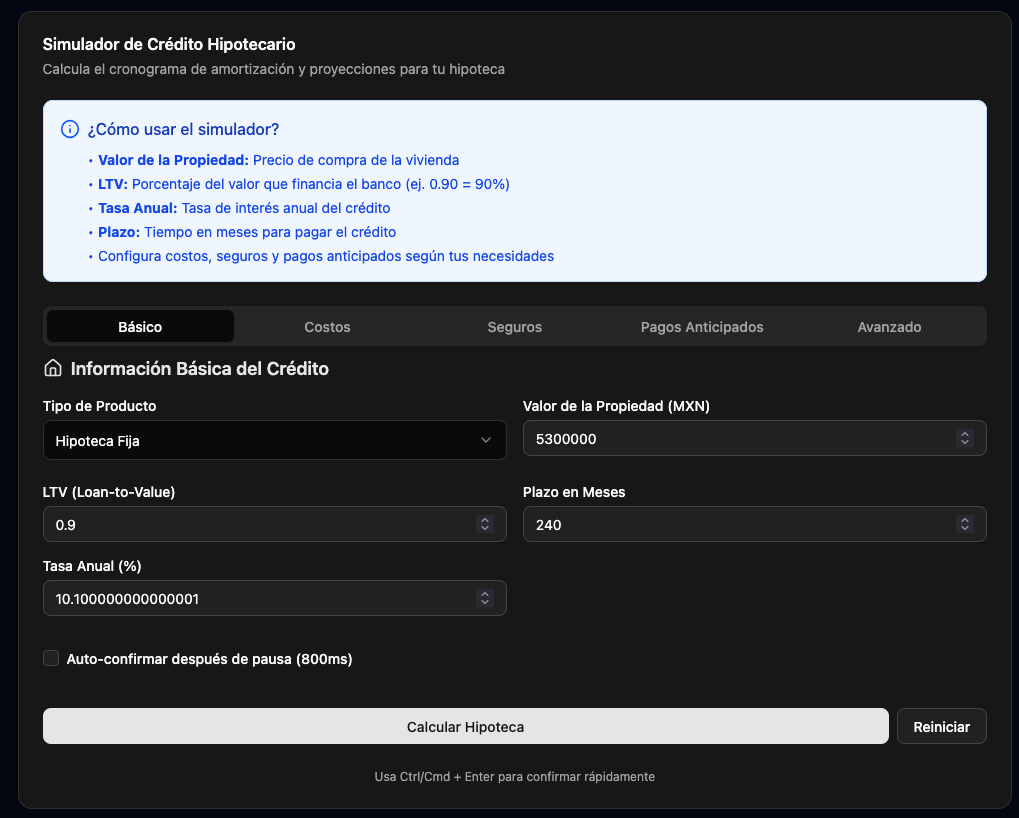 Simulador de Crédito Hipotecario
Calcula el cronograma de amortización y proyecciones para tu hipoteca
¿Cómo usar el simulador?
• Valor de la Propiedad: Precio de compra de la vivienda
• LTV: Porcentaje del valor que financia el banco (ej. 0.90 = 90%)
• Tasa Anual: Tasa de interés anual del crédito
• Plazo: Tiempo en meses para pagar el crédito
• Configura costos, seguros y pagos anticipados según tus necesidades
Básico Costos Seguros Pagos Anticipados Avanzado
Información Básica del Crédito
Tipo de Producto Valor de la Propiedad (MXN)
Hipoteca Fija 5300000
LTV (Loan-to-Value) Plazo en Meses
0.9 240
Tasa Anual (%)
10.100000000000001
Auto-confirmar después de pausa (800ms)
Calcular Hipoteca Reiniciar
Usa Ctrl/Cmd + Enter para confirmar rápidamente